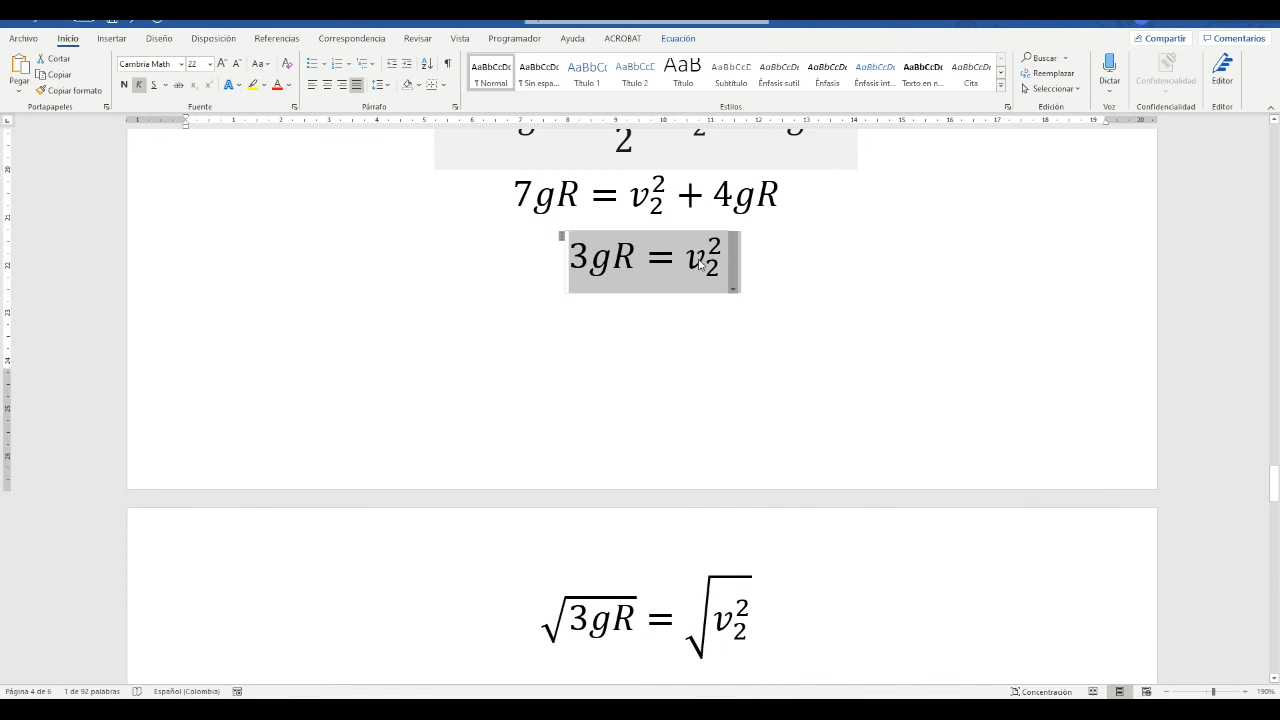 Archivo Inicio Insertar Diseño Disposición Referencias Correspondencia Revisar Vista Programador Ayuda ACROBAT Ecuación Compartir Comentarios
Pegar
Cortar
Copiar
Copiar formato
Portapapeles
Cambria Math 22
N K S
Fuente
Párrafo
AaBbCcDc AaBbCcDc AaBbCc AaBbCcD AaB AaBbCcD AaBbCcDc AaBbCcDc AaBbCcDc AaBbCcDc AaBbCcDc
¶ Normal ¶ Sin espa... Título 1 Título 2 Título Subtítulo Énfasis sutil Énfasis Énfasis int... Texto en n... Cita
Estilos
Buscar
Reemplazar
Seleccionar
Edición
Dictar
Voz
Confidencialidad
Confidencialidad
Editor
Editor
7gR = v₂² + 4gR
3gR = v₂²
√3gR = √v₂²
Página 4 de 6 1 de 92 palabras Español (Colombia) Concentración 190%